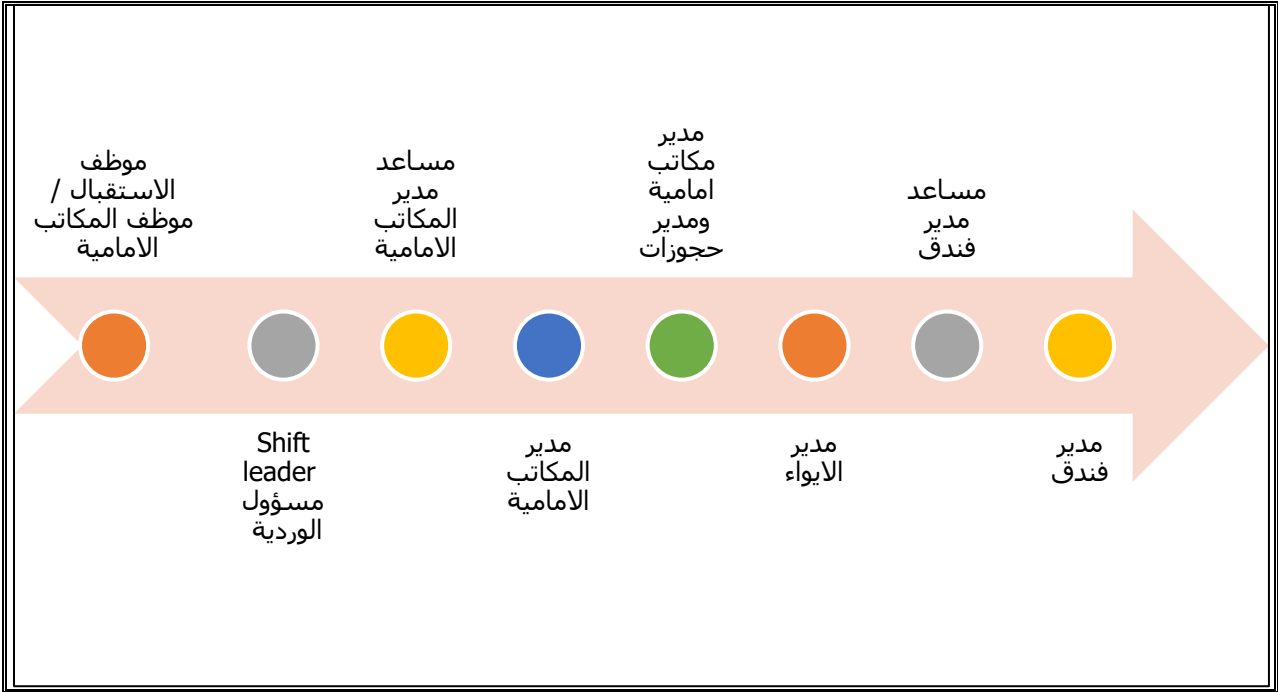 موظف
الاستقبال /
موظف المكاتب
الامامية
Shift
leader
مسؤول
الوردية
مساعد
مدير
المكاتب
الامامية
مدير
المكاتب
الامامية
مدير
مكاتب
امامية
ومدير
حجوزات
مدير
الايواء
مساعد
مدير
فندق
مدير
فندق